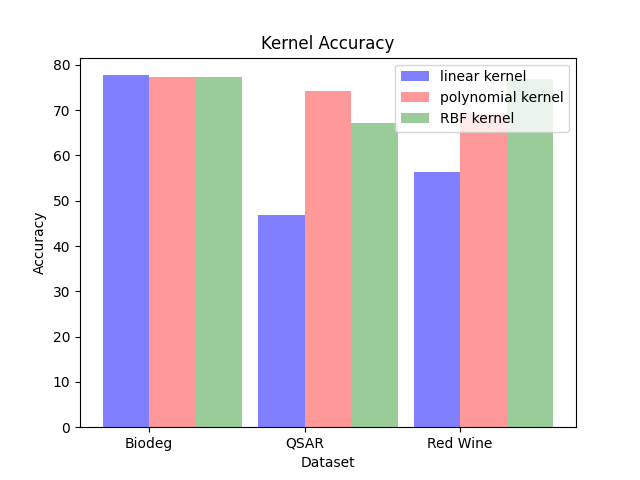 Kernel Accuracy
linear kernel
polynomial kernel
RBF kernel
80
70
60
50
40
30
20
10
0
Accuracy
Biodeg
QSAR
Red Wine
Dataset